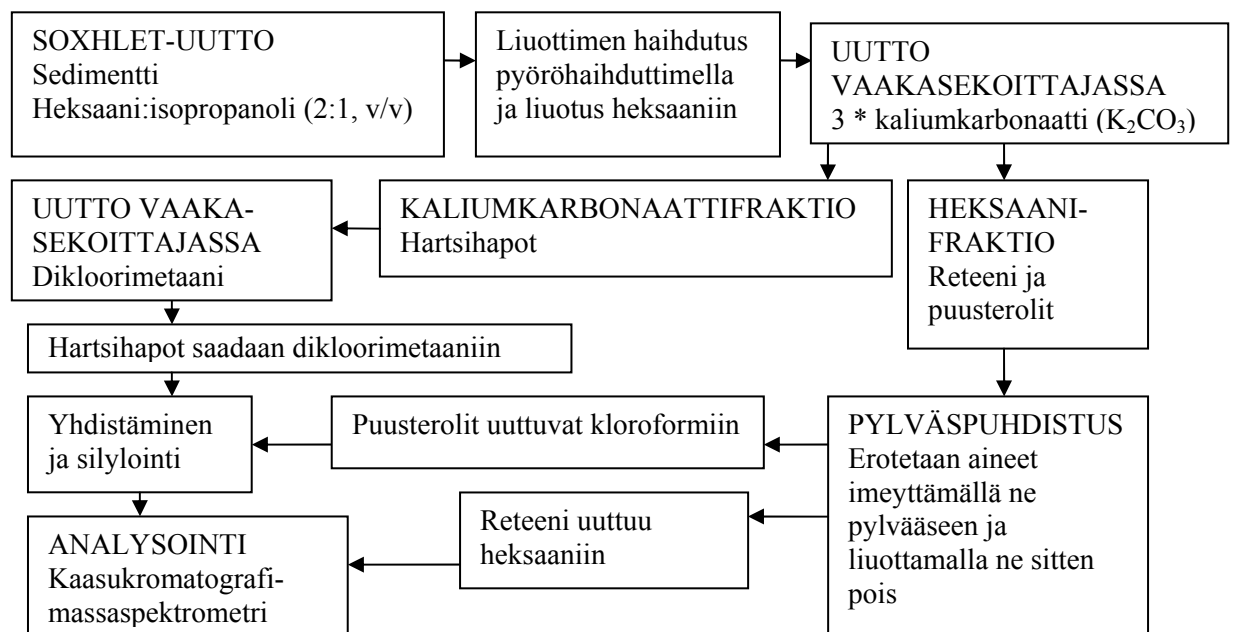 SOXHLET-UUTTO
Sedimentti
Heksaani:isopropanoli (2:1, v/v)
Liuottimen haihdutus
pyöröhaihduttimella
ja liuotus heksaaniin
UUTTO
VAAKASEKOITTAJASSA
3 * kaliumkarbonaatti (K₂CO₃)
UUTTO VAAKA-
SEKOITTAJASSA
Dikloorimetaani
KALIUMKARBONAATTIFRAKTIO
Hartsihapot
HEKSAANI-
FRAKTIO
Reteeni ja
puusterolit
Hartsihapot saadaan dikloorimetaaniin
Yhdistäminen
ja silylointi
Puusterolit uuttuvat kloroformiin
PYLVÄSPUHDISTUS
Erotetaan aineet
imeyttämällä ne
pylvääseen ja
liuottamalla ne sitten
pois
Reteeni uuttuu
heksaaniin
ANALYSOINTI
Kaasukromatografi-
massaspektrometri